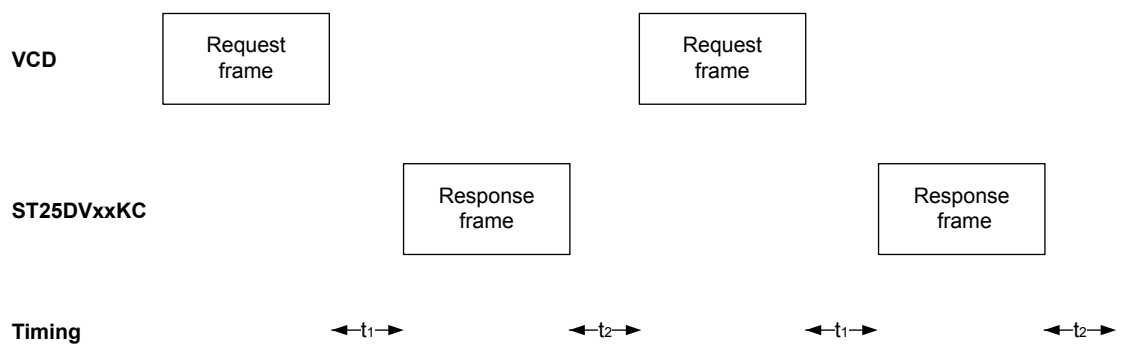 VCD
Request
frame
Request
frame
ST25DVxxKC
Response
frame
Response
frame
Timing
t1
t2
t1
t2